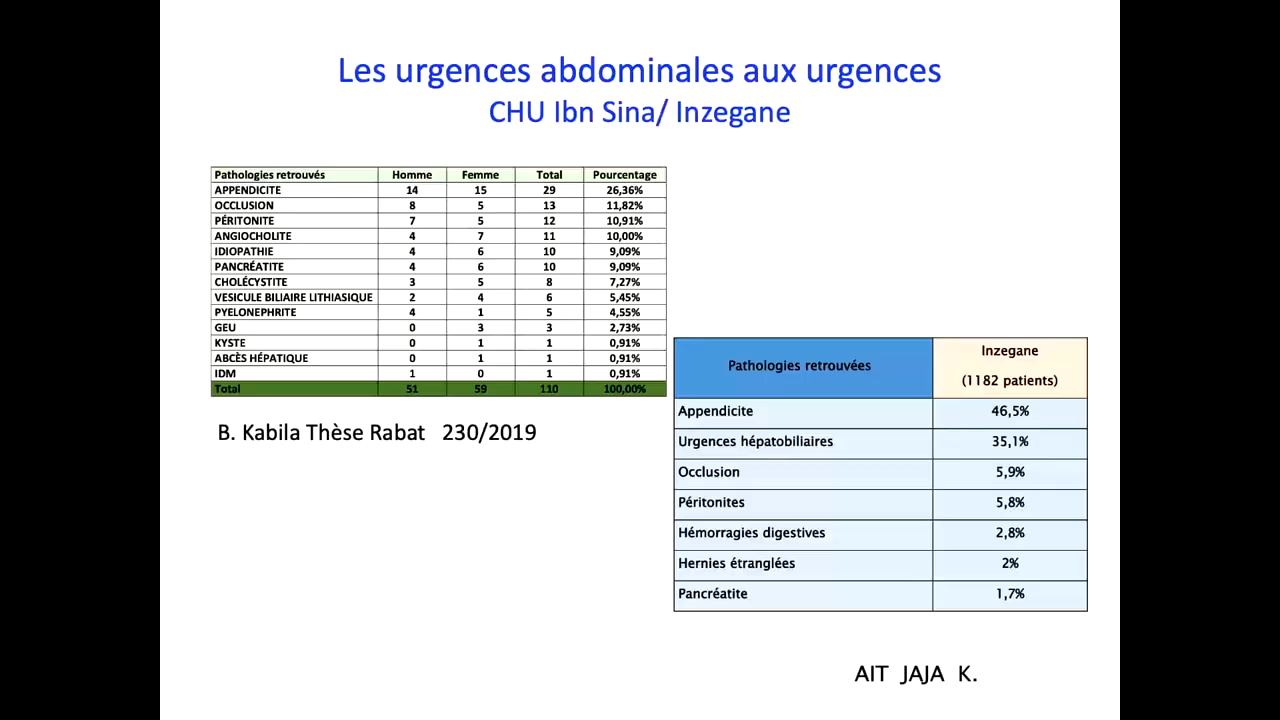 Les urgences abdominales aux urgences
CHU Ibn Sina/ Inzegane
Pathologies retrouvés Homme Femme Total Pourcentage
APPENDICITE 14 15 29 26,36%
OCCLUSION 8 5 13 11,82%
PÉRITONITE 7 5 12 10,91%
ANGIOCHOLITE 4 7 11 10,00%
IDIOPATHIE 4 6 10 9,09%
PANCRÉATITE 4 6 10 9,09%
CHOLÉCYSTITE 3 5 8 7,27%
VESICULE BILIAIRE LITHIASIQUE 2 4 6 5,45%
PYELONEPHRITE 4 1 5 4,55%
GEU 0 3 3 2,73%
KYSTE 0 1 1 0,91%
ABCÈS HÉPATIQUE 0 1 1 0,91%
IDM 1 0 1 0,91%
Total 51 59 110 100,00%
B. Kabila Thèse Rabat 230/2019
Pathologies retrouvées Inzegane
(1182 patients)
Appendicite 46,5%
Urgences hépatobiliaires 35,1%
Occlusion 5,9%
Péritonites 5,8%
Hémorragies digestives 2,8%
Hernies étranglées 2%
Pancréatite 1,7%
AIT JAJA K.